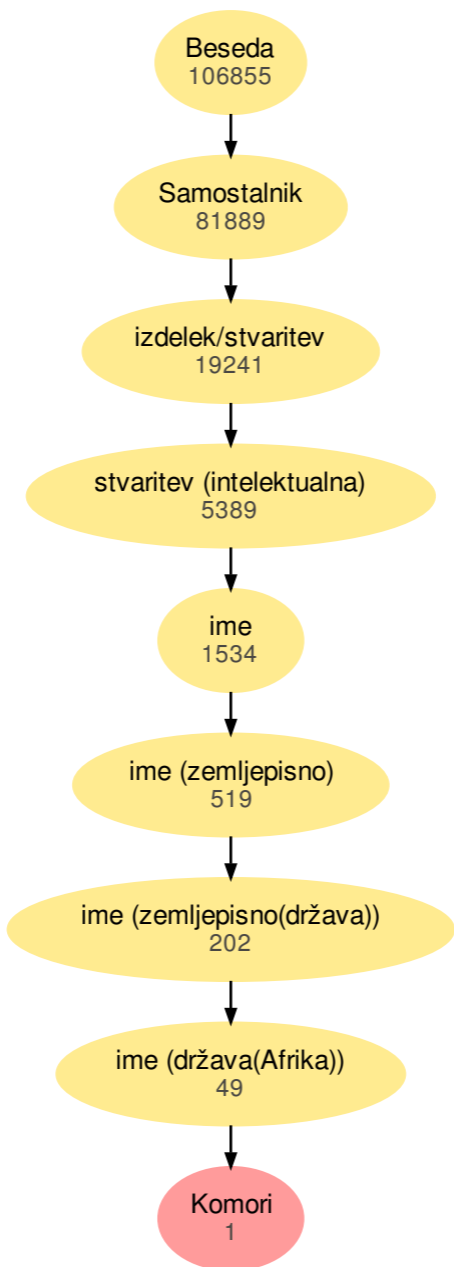 Beseda
106855
Samostalnik
81889
izdelek/stvaritev
19241
stvaritev (intelektualna)
5389
ime
1534
ime (zemljepisno)
519
ime (zemljepisno(država))
202
ime (država(Afrika))
49
Komori
1